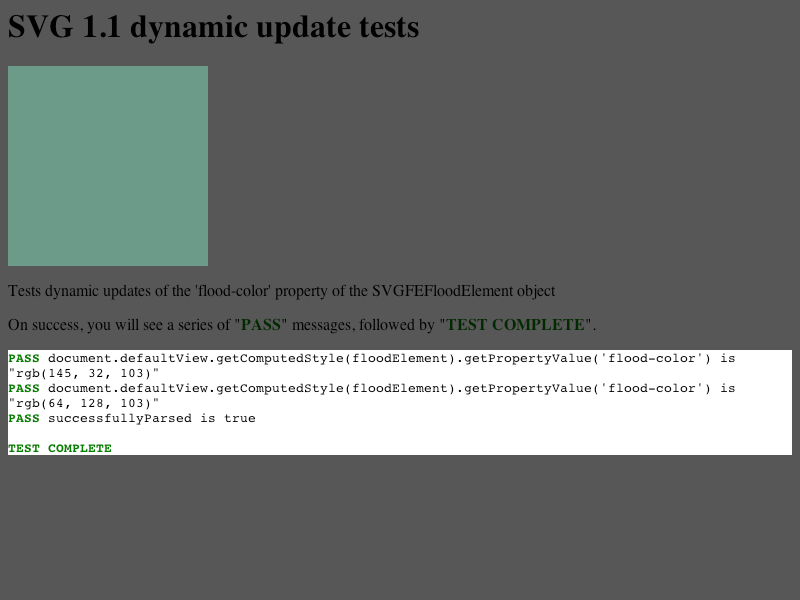 SVG 1.1 dynamic update tests
Tests dynamic updates of the 'flood-color' property of the SVGFEFloodElement object
On success, you will see a series of "PASS" messages, followed by "TEST COMPLETE".
PASS document.defaultView.getComputedStyle(floodElement).getPropertyValue('flood-color') is
"rgb(145, 32, 103)"
PASS document.defaultView.getComputedStyle(floodElement).getPropertyValue('flood-color') is
"rgb(64, 128, 103)"
PASS successfullyParsed is true
TEST COMPLETE